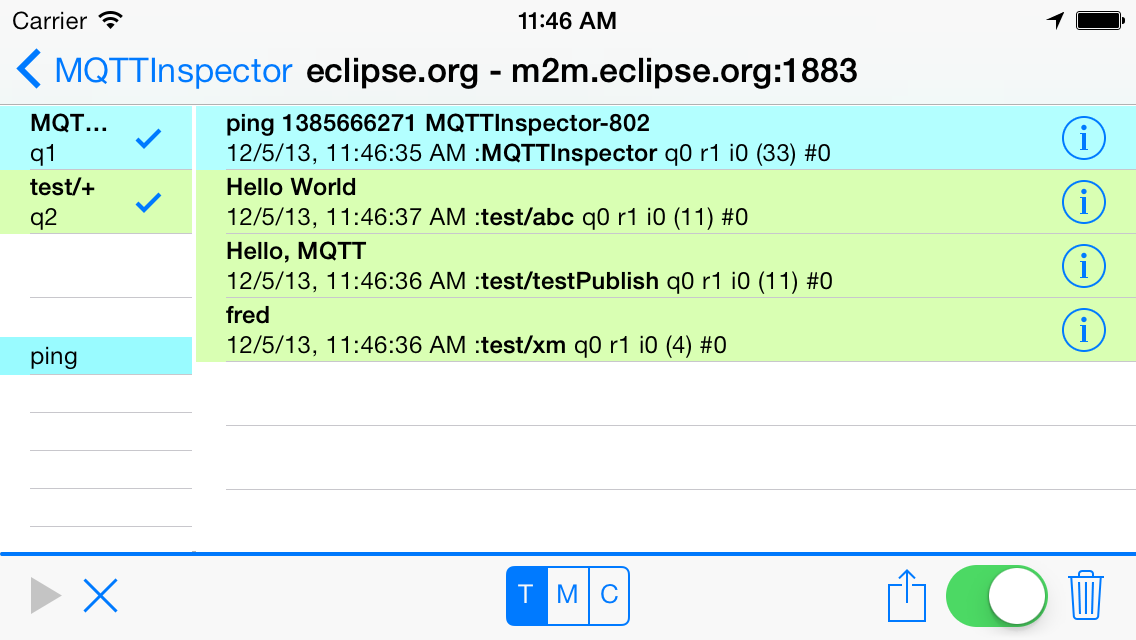 Carrier 11:46 AM
MQTTInspector eclipse.org - m2m.eclipse.org:1883
MQT...
q1
test/+
q2
ping
ping 1385666271 MQTTInspector-802
12/5/13, 11:46:35 AM :MQTTInspector q0 r1 i0 (33) #0
Hello World
12/5/13, 11:46:37 AM :test/abc q0 r1 i0 (11) #0
Hello, MQTT
12/5/13, 11:46:36 AM :test/testPublish q0 r1 i0 (11) #0
fred
12/5/13, 11:46:36 AM :test/xm q0 r1 i0 (4) #0
T M C